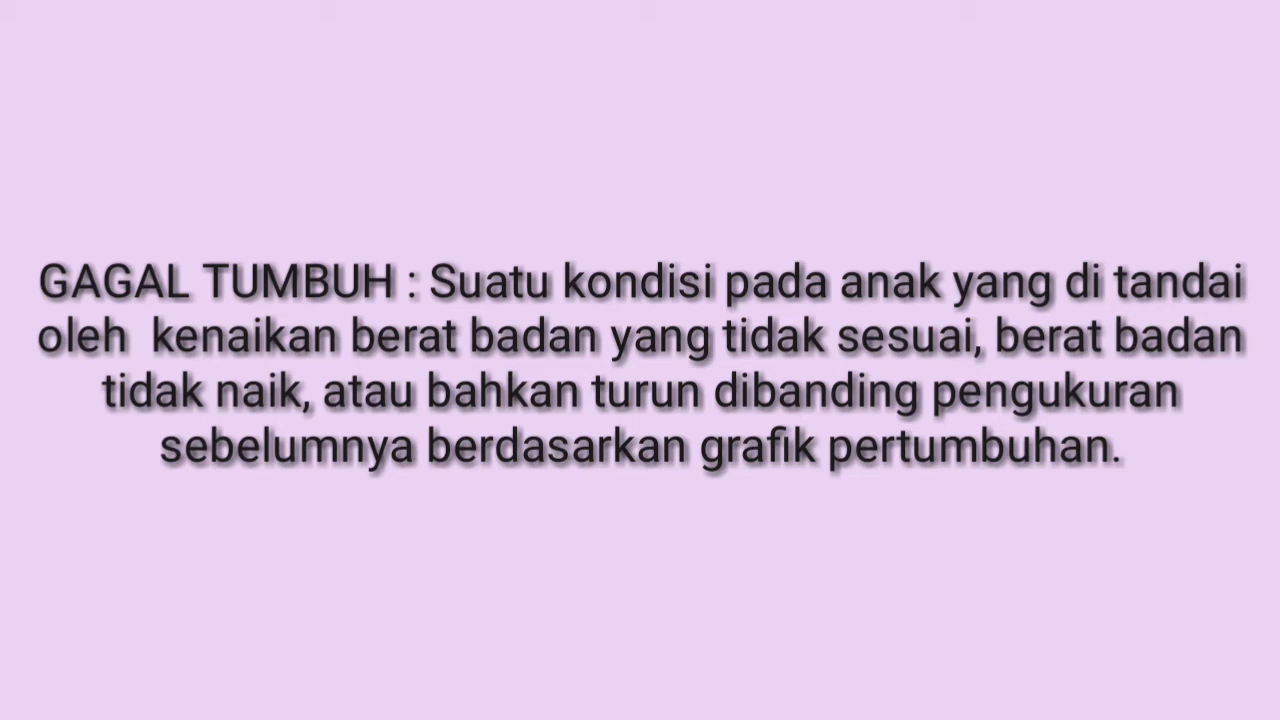 GAGAL TUMBUH : Suatu kondisi pada anak yang di tandai
oleh  kenaikan berat badan yang tidak sesuai, berat badan
tidak naik, atau bahkan turun dibanding pengukuran
sebelumnya berdasarkan grafik pertumbuhan.